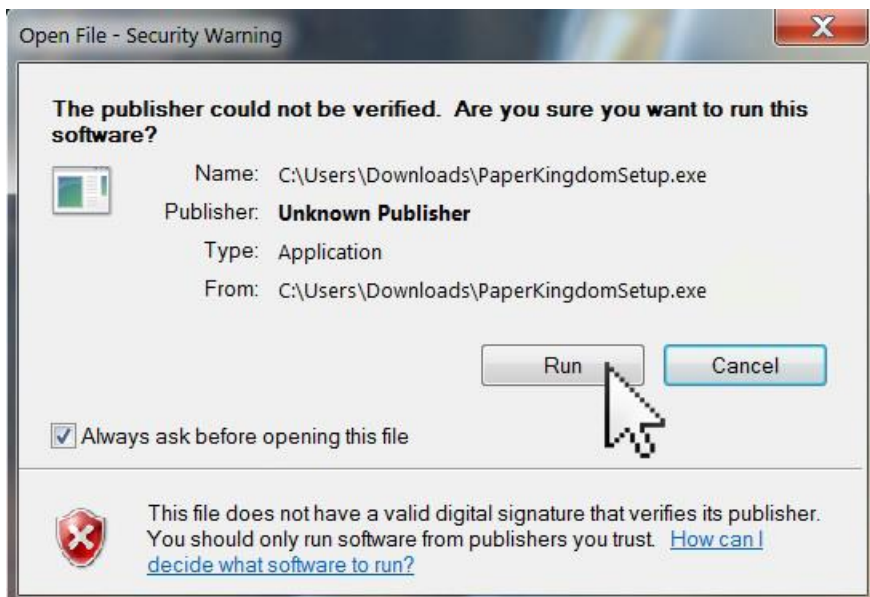 Open File - Security Warning
X
The publisher could not be verified. Are you sure you want to run this
software?
Name: C:\Users\Downloads\PaperKingdomSetup.exe
Publisher: Unknown Publisher
Type: Application
From: C:\Users\Downloads\PaperKingdomSetup.exe
Run Cancel
Always ask before opening this file
This file does not have a valid digital signature that verifies its publisher.
You should only run software from publishers you trust. How can I
decide what software to run?